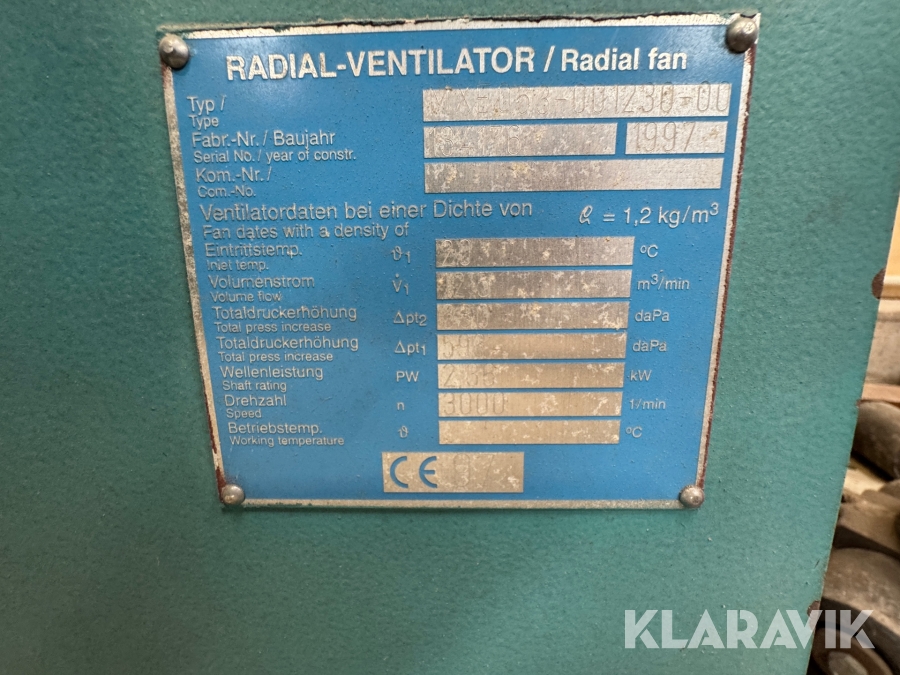 RADIAL-VENTILATOR / Radial fan
Typ /
Type
Fabr.-Nr. / Baujahr 1997
Serial No. / year of constr.
Kom.-Nr. /
Com.-No.
Ventilatordaten bei einer Dichte von ϱ = 1,2 kg/m³
Fan dates with a density of
Eintrittstemp. ϑ₁ °C
Inlet temp.
Volumenstrom V̇₁ m³/min
Volume flow
Totaldruckerhöhung Δpt₂ daPa
Total press increase
Totaldruckerhöhung Δpt₁ daPa
Total press increase
Wellenleistung PW kW
Shaft rating
Drehzahl n 3000 1/min
Speed
Betriebstemp. ϑ °C
Working temperature
CE
KLARAVIK